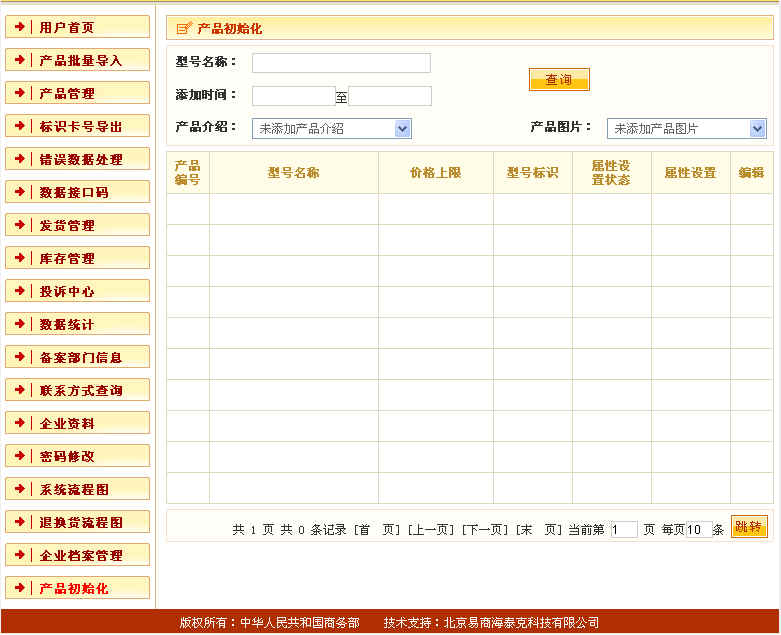 用户首页
产品批量导入
产品管理
标识卡号导出
错误数据处理
数据接口码
发货管理
库存管理
投诉中心
数据统计
备案部门信息
联系方式查询
企业资料
密码修改
系统流程图
退换货流程图
企业档案管理
产品初始化
产品初始化
型号名称：
查询
添加时间： 至
产品介绍： 未添加产品介绍 产品图片： 未添加产品图片
产品
编号
型号名称
价格上限
型号标识
属性设
置状态
属性设置
编辑
共 1 页 共 0 条记录 [首 页] [上一页] [下一页] [末 页] 当前第 1 页 每页 10 条 跳转
版权所有：中华人民共和国商务部 技术支持：北京易商海泰克科技有限公司